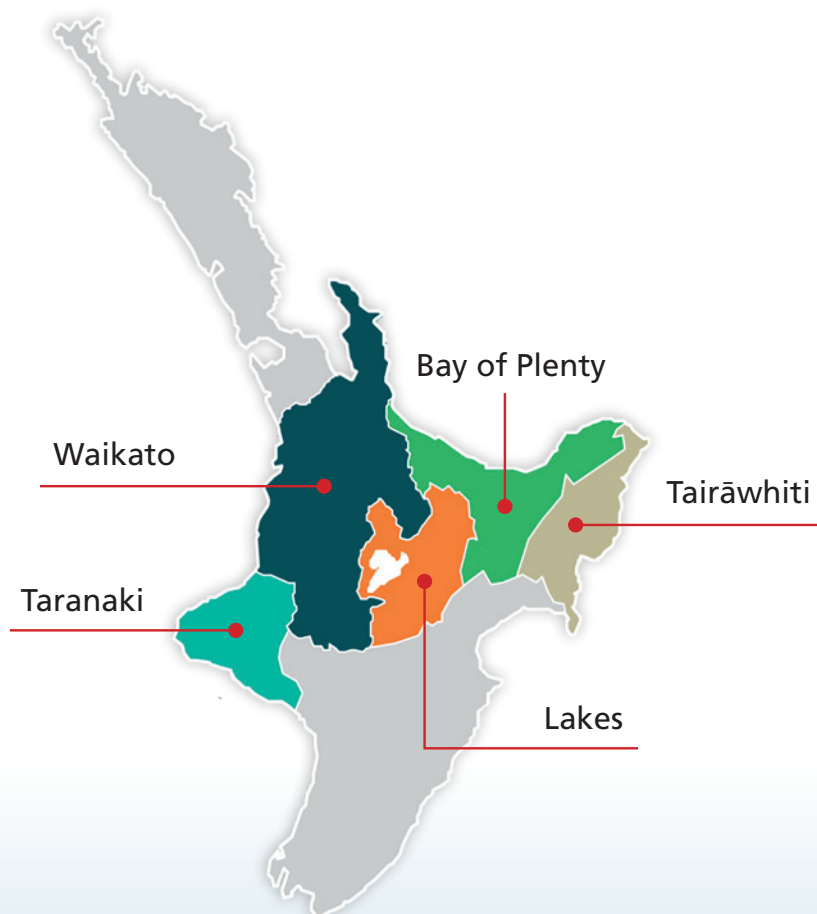 Bay of Plenty
Waikato
Tairāwhiti
Taranaki
Lakes